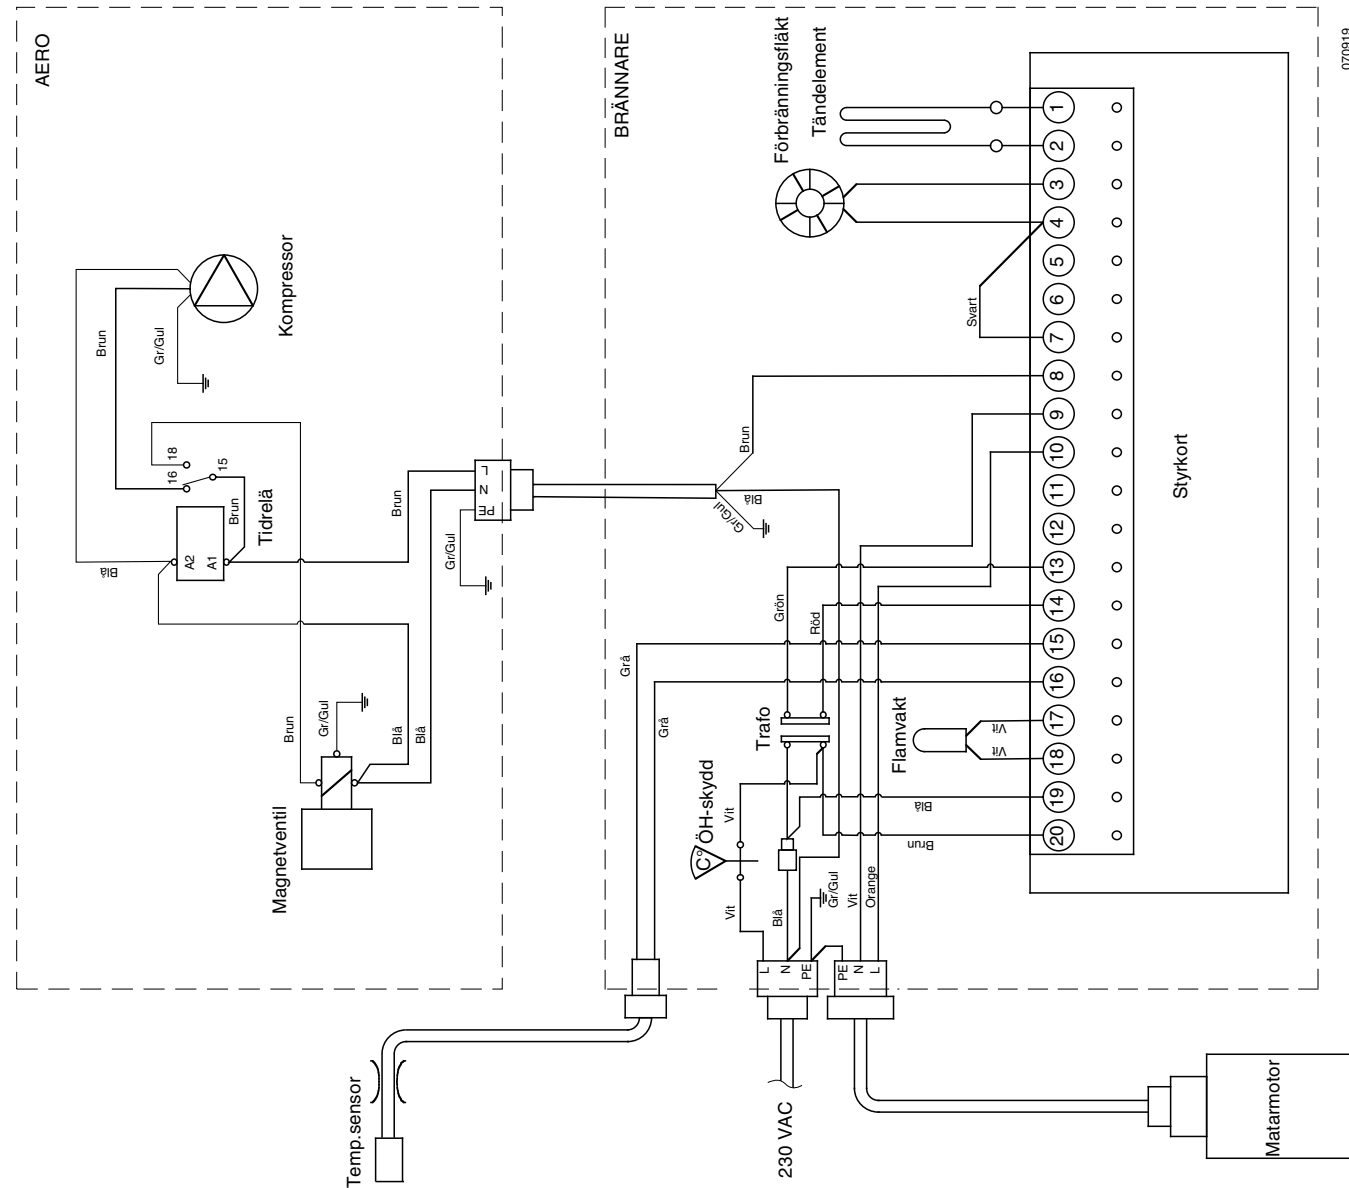 AERO
BRÄNNARE
070919
Förbränningsfläkt
Tändelement
Kompressor
Brun
Gr/Gul
18
16
15
Brun
Tidrelä
A2
A1
Blå
Brun
L
N
PE
Gr/Gul
Brun
Gr/Gul
Blå
Blå
Magnetventil
Brun
Blå
Gr/Gul
Svart
1
2
3
4
5
6
7
8
9
10
11
12
13
14
15
16
17
18
19
20
Styrkort
Grön
Röd
Grå
Grå
Trafo
Flamvakt
Vit
Vit
C° ÖH-skydd
Vit
Vit
Blå
Brun
Blå
Gr/Gul
Vit
Orange
L
N
PE
PE
N
L
Temp.sensor
230 VAC
Matarmotor